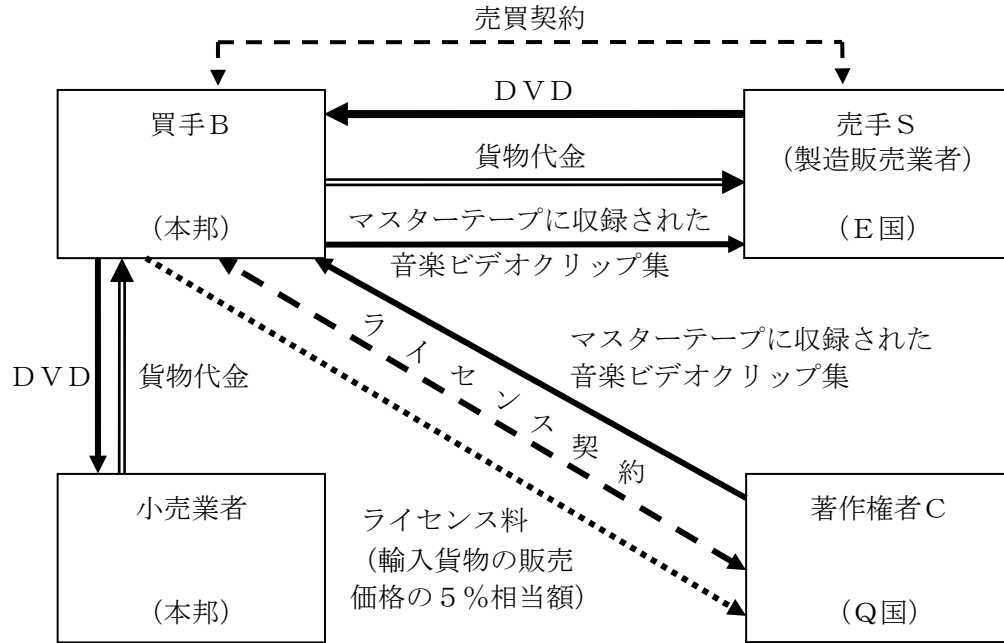 売買契約
買手Ｂ
（本邦）
ＤＶＤ
貨物代金
マスターテープに収録された
音楽ビデオクリップ集
売手Ｓ
（製造販売業者）
（Ｅ国）
ＤＶＤ
貨物代金
ライセンス契約
マスターテープに収録された
音楽ビデオクリップ集
小売業者
（本邦）
ライセンス料
（輸入貨物の販売
価格の５％相当額）
著作権者Ｃ
（Ｑ国）